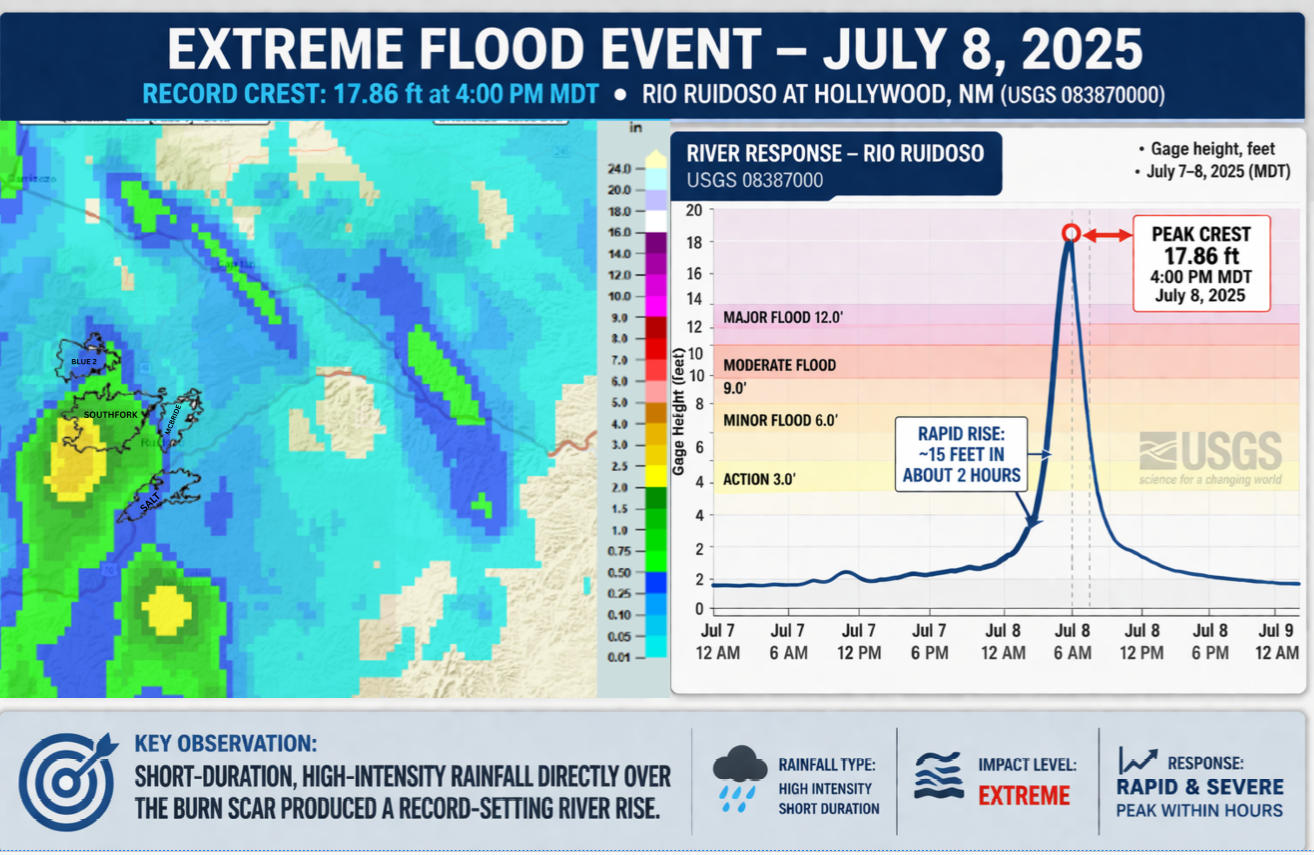 EXTREME FLOOD EVENT – JULY 8, 2025
RECORD CREST: 17.86 ft at 4:00 PM MDT • RIO RUIDOSO AT HOLLYWOOD, NM (USGS 083870000)
in
24.0
20.0
18.0
16.0
14.0
12.0
10.0
9.0
8.0
7.0
6.0
5.0
4.0
3.0
2.5
2.0
1.5
1.0
0.75
0.50
0.25
0.10
0.05
0.01
BLUE 2
SOUTHFORK
MCBRIDE
SALT
RIVER RESPONSE – RIO RUIDOSO
USGS 08387000
• Gage height, feet
• July 7–8, 2025 (MDT)
Gage Height (feet)
20
18
16
14
12
10
10
8
6
4
4
2
2
0
MAJOR FLOOD 12.0'
MODERATE FLOOD
9.0'
MINOR FLOOD 6.0'
ACTION 3.0'
RAPID RISE:
~15 FEET IN
ABOUT 2 HOURS
PEAK CREST
17.86 ft
4:00 PM MDT
July 8, 2025
USGS
science for a changing world
Jul 7 Jul 7 Jul 7 Jul 7 Jul 8 Jul 8 Jul 8 Jul 8 Jul 9
12 AM 6 AM 12 PM 6 PM 12 AM 6 AM 12 PM 6 PM 12 AM
KEY OBSERVATION:
SHORT-DURATION, HIGH-INTENSITY RAINFALL DIRECTLY OVER
THE BURN SCAR PRODUCED A RECORD-SETTING RIVER RISE.
RAINFALL TYPE:
HIGH INTENSITY
SHORT DURATION
IMPACT LEVEL:
EXTREME
RESPONSE:
RAPID & SEVERE
PEAK WITHIN HOURS